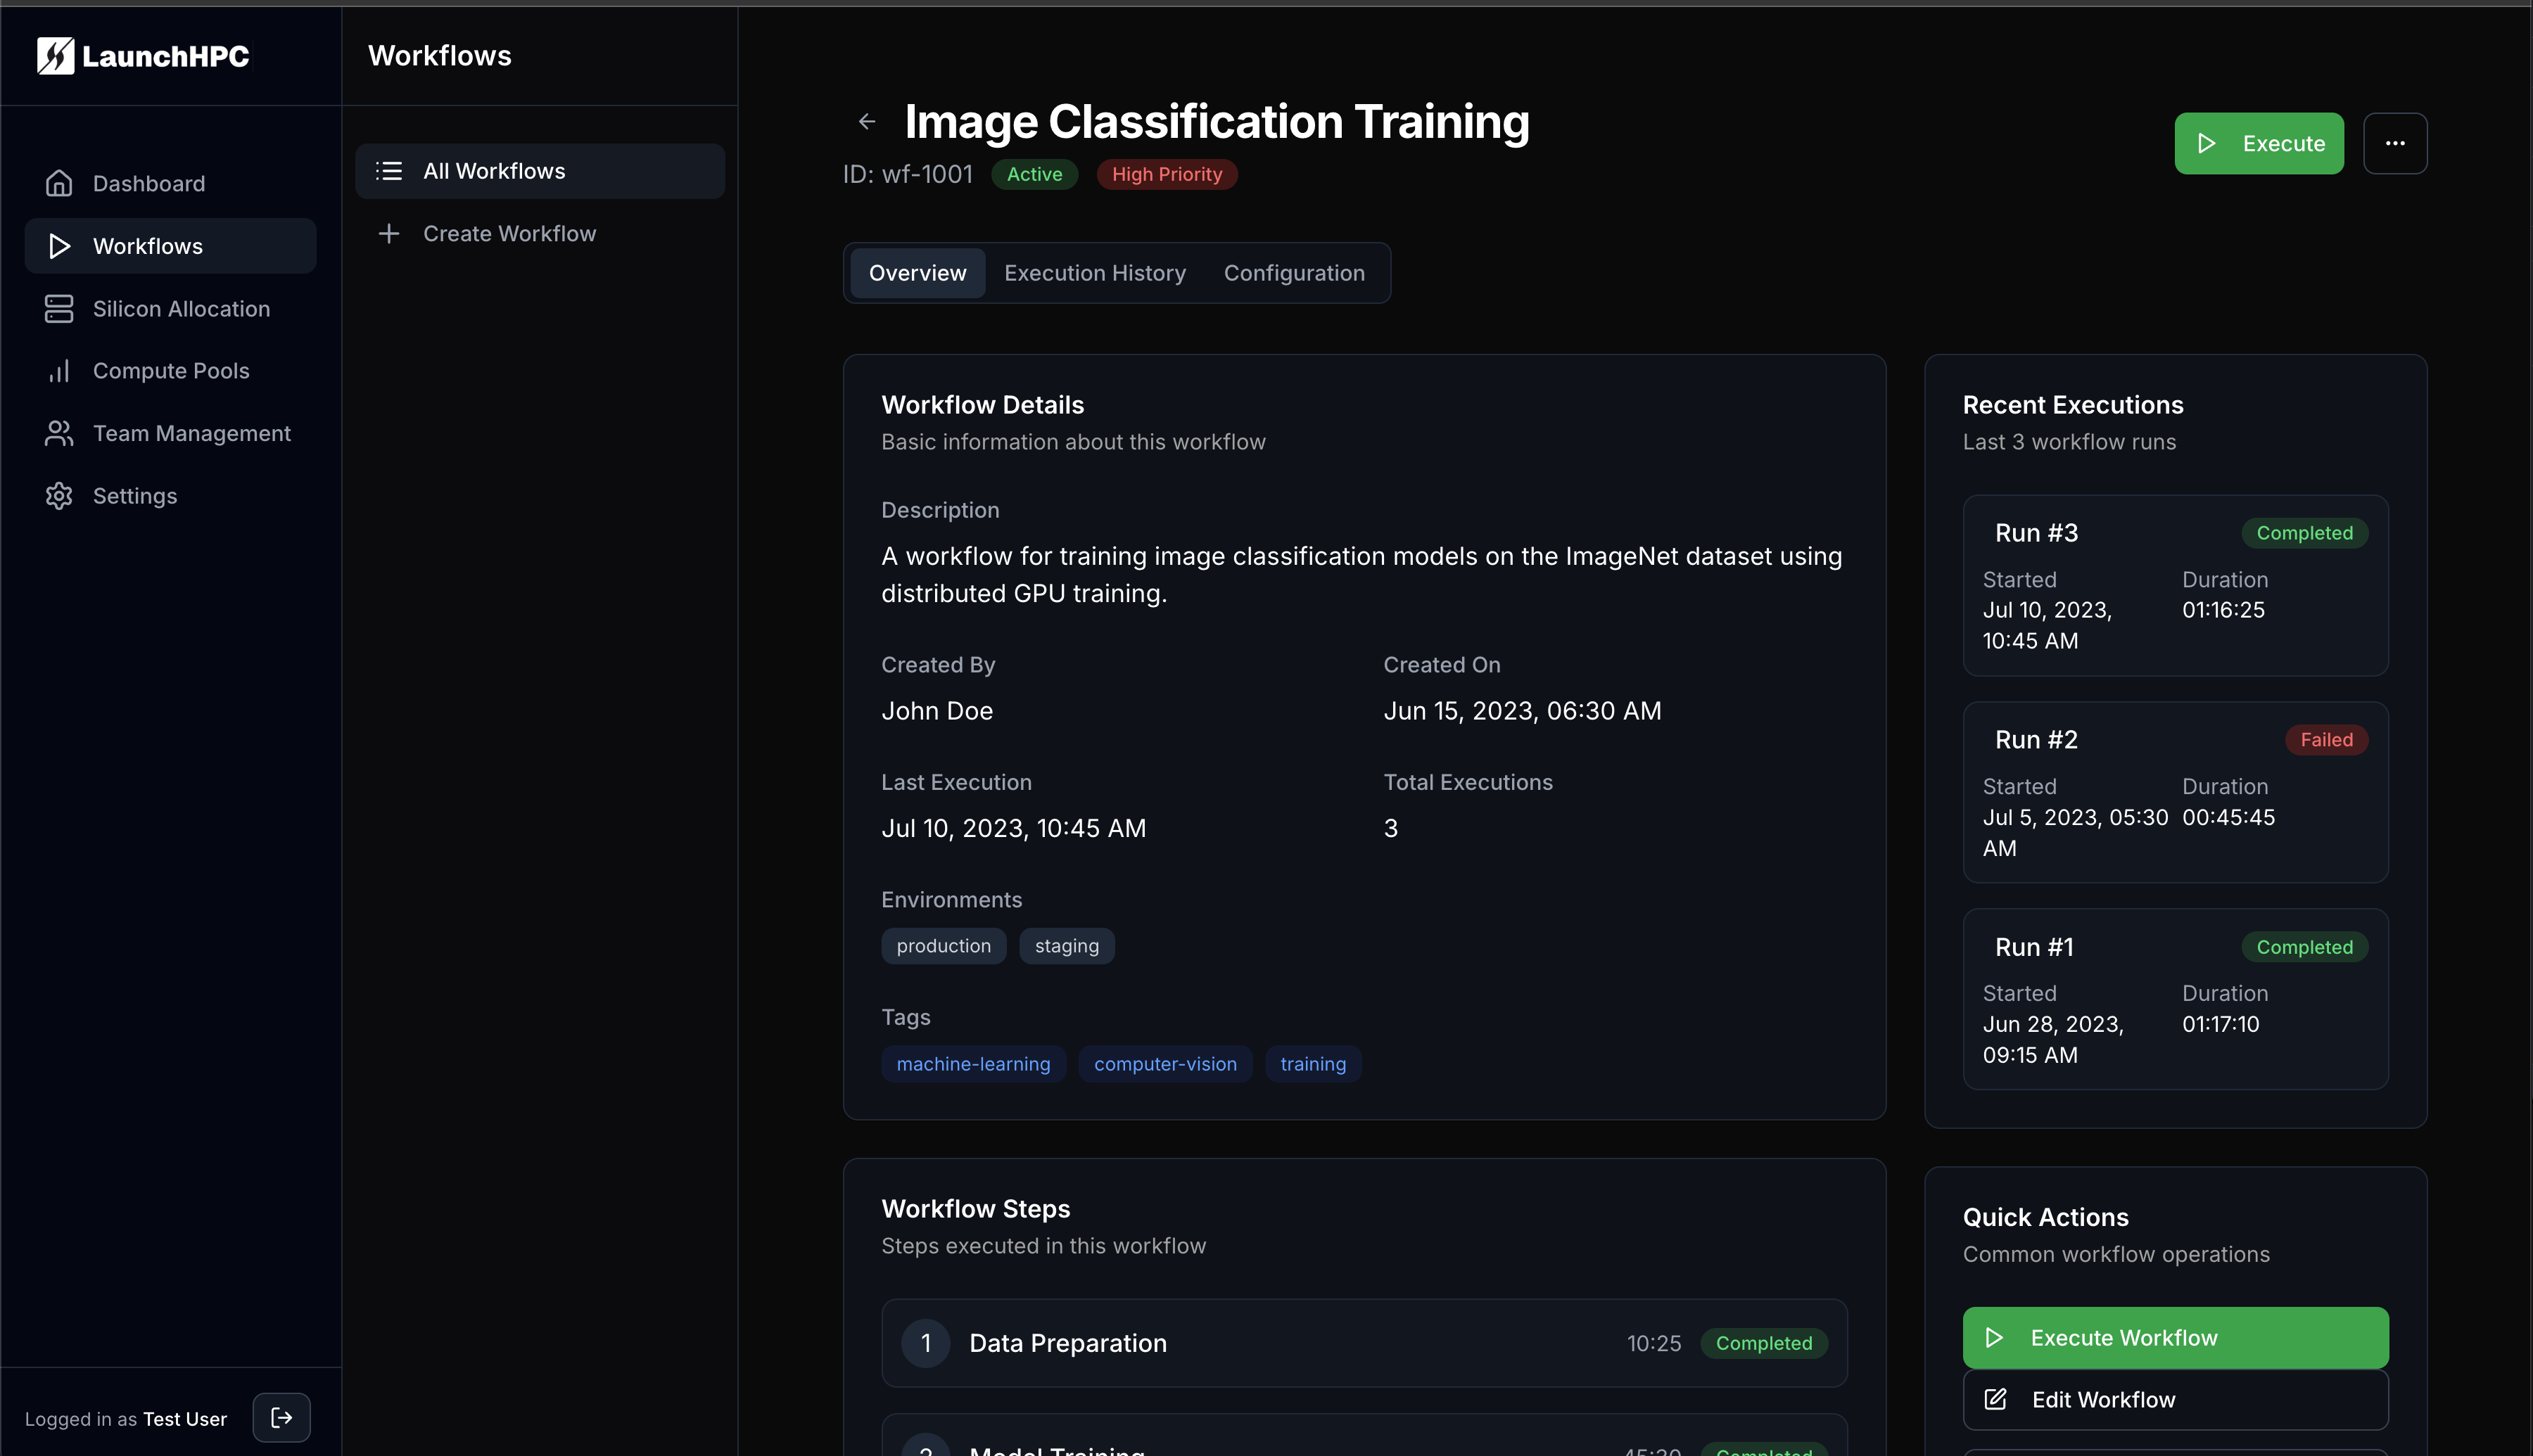 LaunchHPC
Dashboard
Workflows
Silicon Allocation
Compute Pools
Team Management
Settings
Logged in as Test User
Workflows
All Workflows
Create Workflow
Image Classification Training
ID: wf-1001 Active High Priority
Execute
Overview Execution History Configuration
Workflow Details
Basic information about this workflow
Description
A workflow for training image classification models on the ImageNet dataset using
distributed GPU training.
Created By Created On
John Doe Jun 15, 2023, 06:30 AM
Last Execution Total Executions
Jul 10, 2023, 10:45 AM 3
Environments
production staging
Tags
machine-learning computer-vision training
Workflow Steps
Steps executed in this workflow
1 Data Preparation 10:25 Completed
2 Model Training 45:30 Completed
Recent Executions
Last 3 workflow runs
Run #3 Completed
Started Duration
Jul 10, 2023, 01:16:25
10:45 AM
Run #2 Failed
Started Duration
Jul 5, 2023, 05:30 00:45:45
AM
Run #1 Completed
Started Duration
Jun 28, 2023, 01:17:10
09:15 AM
Quick Actions
Common workflow operations
Execute Workflow
Edit Workflow